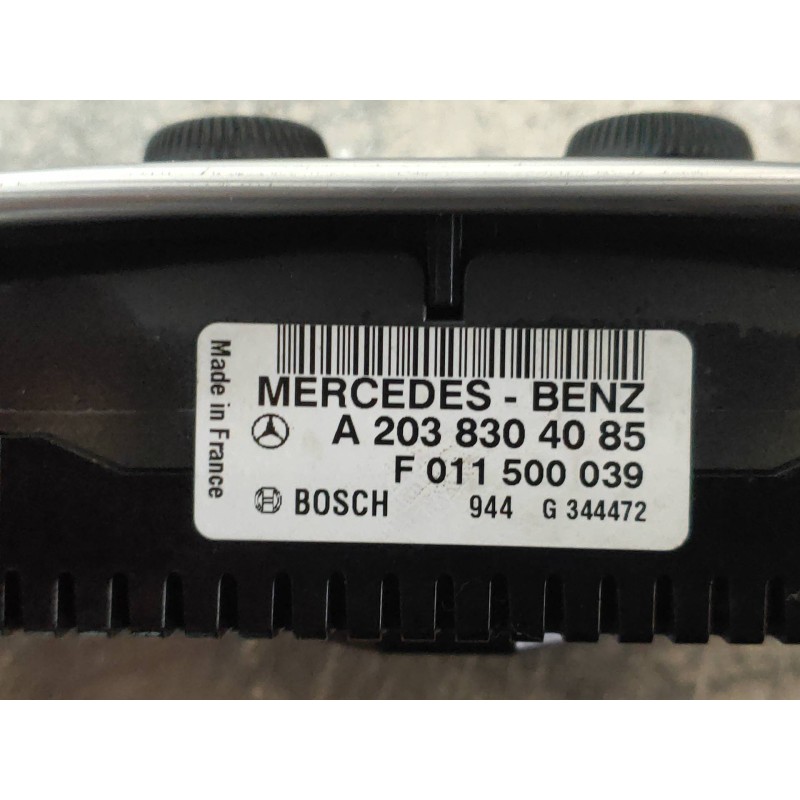 Made in France
MERCEDES - BENZ
A 203 830 40 85
F 011 500 039
BOSCH 944 G 344472